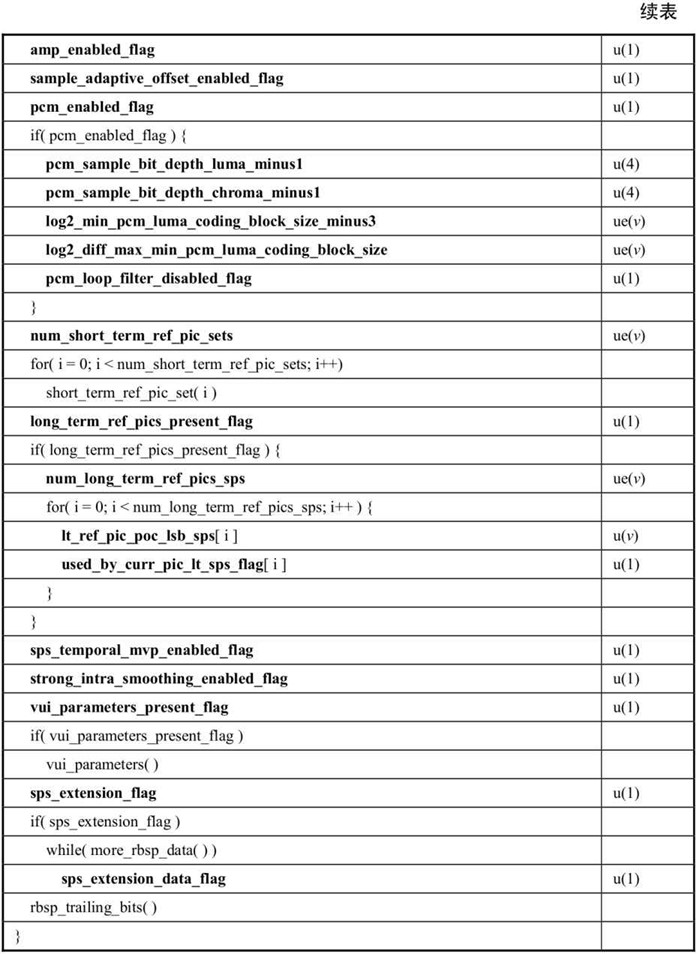 续表
amp_enabled_flag u(1)
sample_adaptive_offset_enabled_flag u(1)
pcm_enabled_flag u(1)
if( pcm_enabled_flag ) {
pcm_sample_bit_depth_luma_minus1 u(4)
pcm_sample_bit_depth_chroma_minus1 u(4)
log2_min_pcm_luma_coding_block_size_minus3 ue(v)
log2_diff_max_min_pcm_luma_coding_block_size ue(v)
pcm_loop_filter_disabled_flag u(1)
}
num_short_term_ref_pic_sets ue(v)
for( i = 0; i < num_short_term_ref_pic_sets; i++)
short_term_ref_pic_set( i )
long_term_ref_pics_present_flag u(1)
if( long_term_ref_pics_present_flag ) {
num_long_term_ref_pics_sps ue(v)
for( i = 0; i < num_long_term_ref_pics_sps; i++ ) {
lt_ref_pic_poc_lsb_sps[ i ] u(v)
used_by_curr_pic_lt_sps_flag[ i ] u(1)
}
}
sps_temporal_mvp_enabled_flag u(1)
strong_intra_smoothing_enabled_flag u(1)
vui_parameters_present_flag u(1)
if( vui_parameters_present_flag )
vui_parameters( )
sps_extension_flag u(1)
if( sps_extension_flag )
while( more_rbsp_data( ) )
sps_extension_data_flag u(1)
rbsp_trailing_bits( )
}